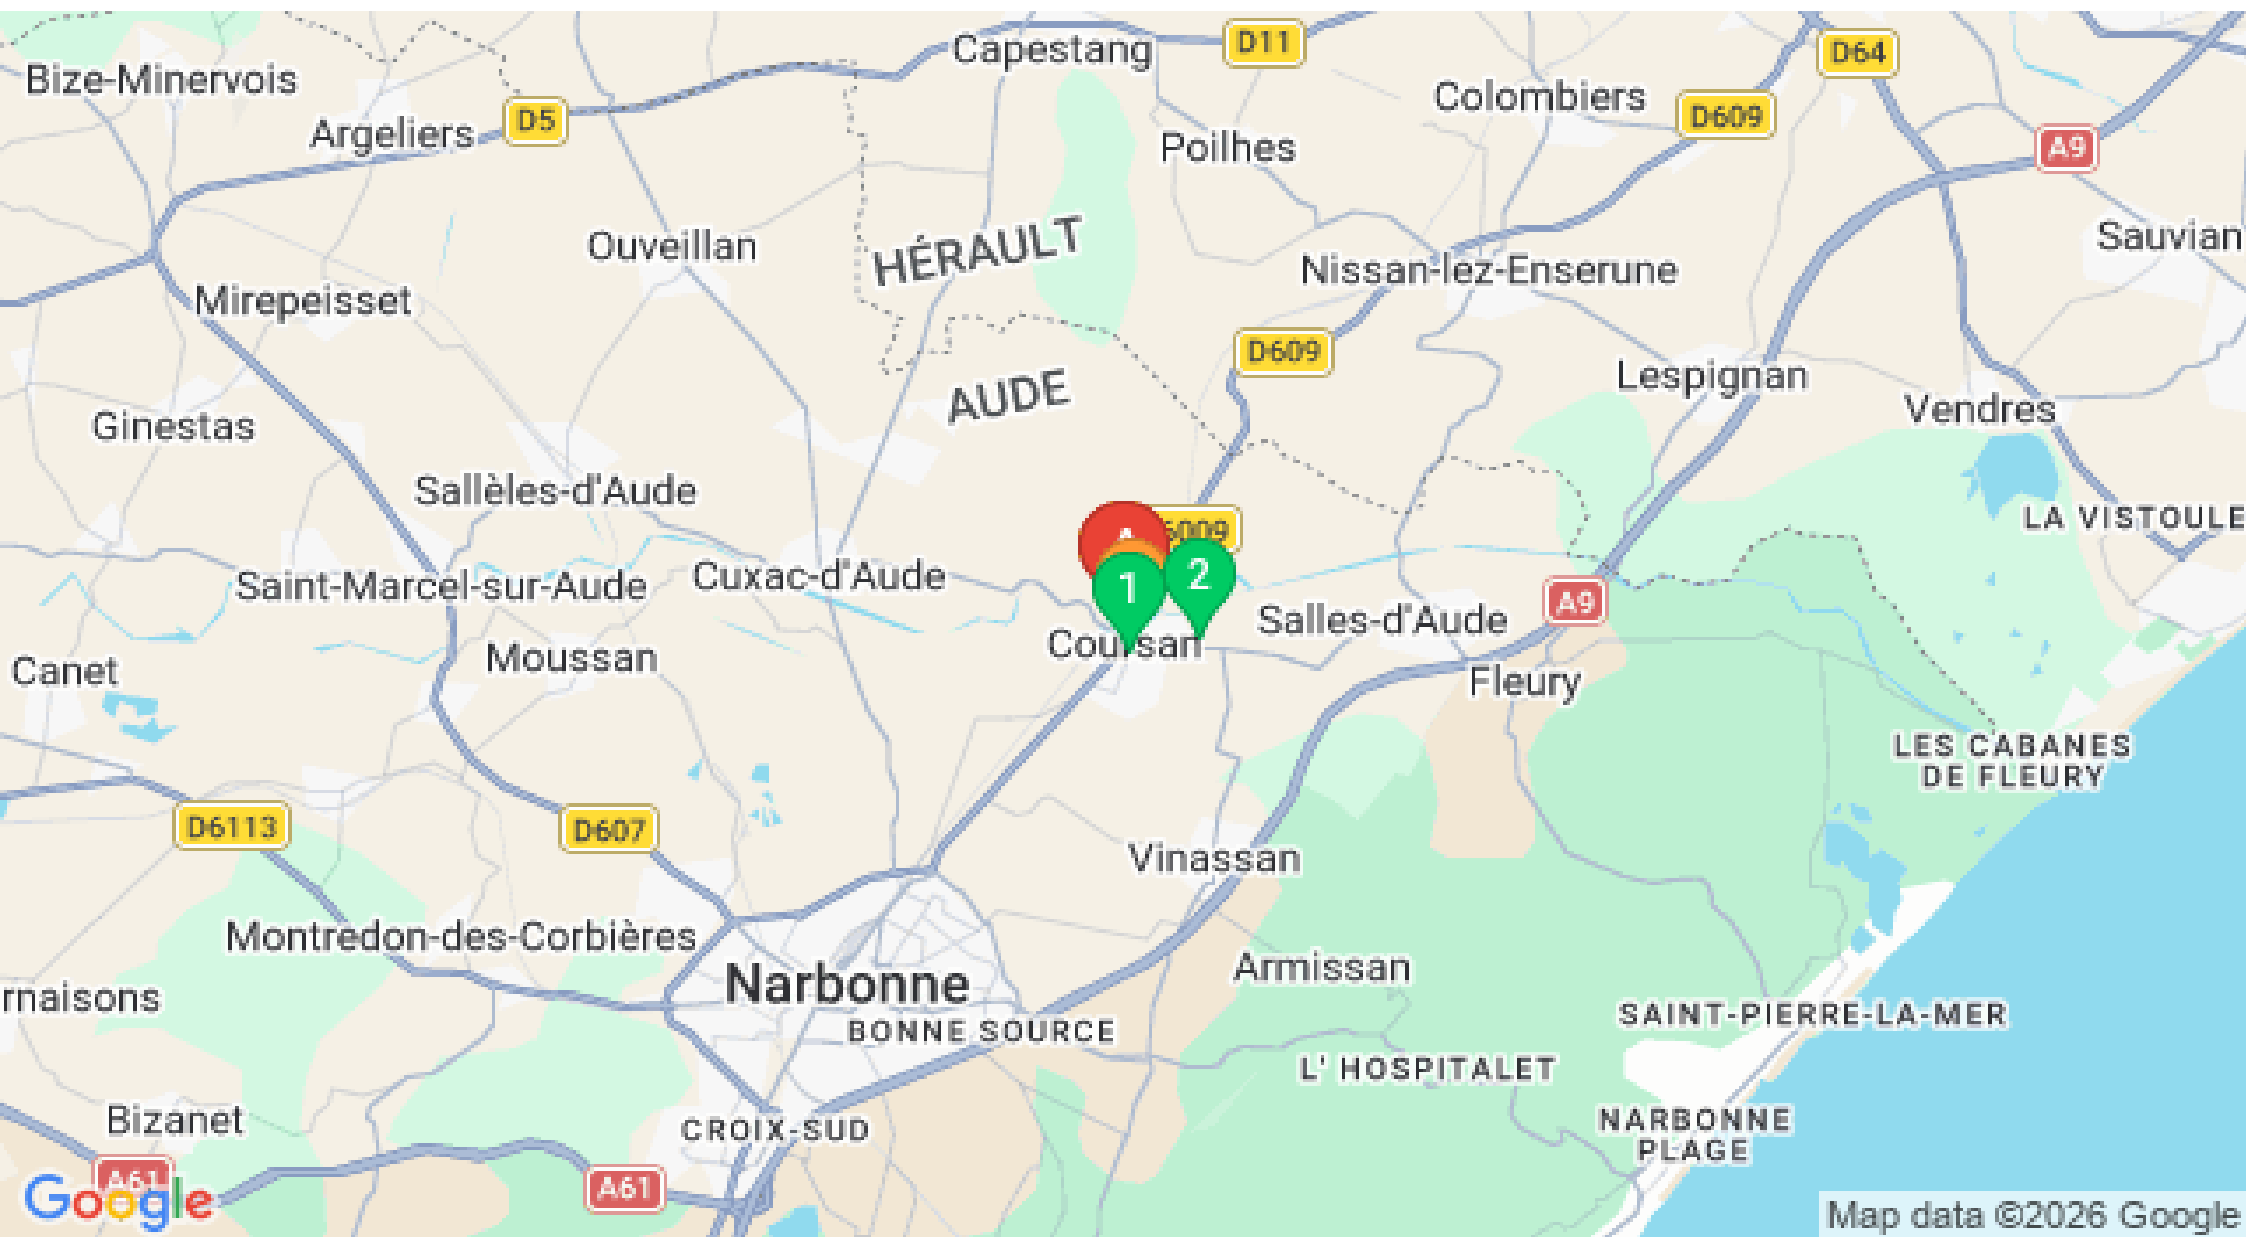 Capestang
D11
D64
Bize-Minervois
Colombiers
D609
D5
Argeliers
Poilhes
A9
Sauvian
Ouveillan
HÉRAULT
Nissan-lez-Enserune
Mirepeisset
D609
Lespignan
AUDE
Vendres
Ginestas
Sallèles-d'Aude
LA VISTOULE
A
6009
Cuxac-d'Aude
1
2
Saint-Marcel-sur-Aude
A9
Salles-d'Aude
Coursan
Moussan
Canet
Fleury
LES CABANES
DE FLEURY
D6113
D607
Vinassan
Montredon-des-Corbières
Armissan
Narbonne
rnaisons
SAINT-PIERRE-LA-MER
BONNE SOURCE
L' HOSPITALET
Bizanet
NARBONNE
PLAGE
CROIX-SUD
A61
A61
Google
Map data ©2026 Google